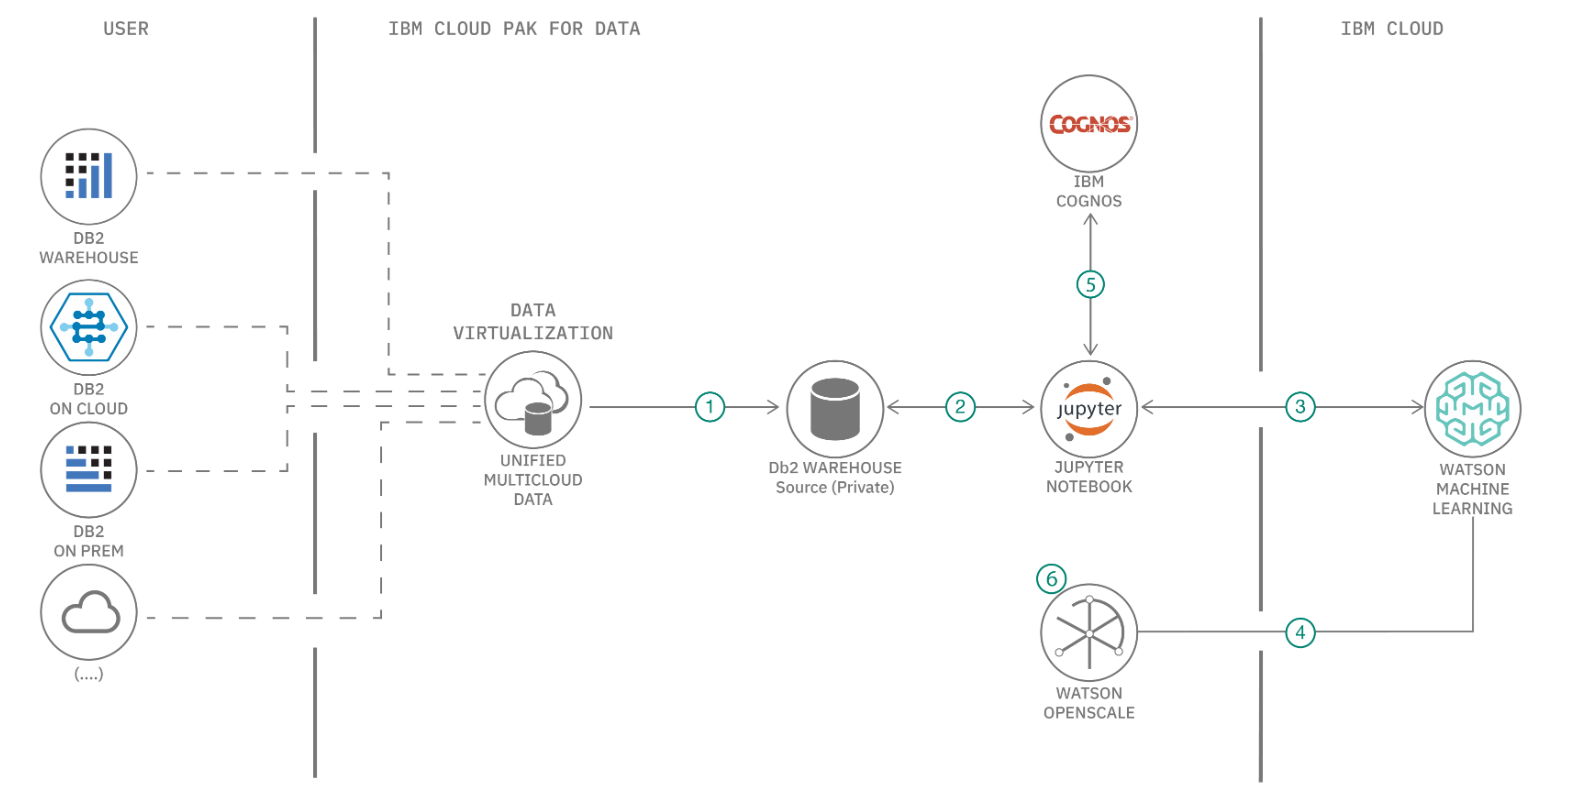 USER
IBM CLOUD PAK FOR DATA
IBM CLOUD
DB2
WAREHOUSE
DB2
ON CLOUD
DB2
ON PREM
(....)
DATA
VIRTUALIZATION
UNIFIED
MULTICLOUD
DATA
1
Db2 WAREHOUSE
Source (Private)
2
COGNOS
IBM
COGNOS
5
jupyter
JUPYTER
NOTEBOOK
3
WATSON
MACHINE
LEARNING
6
4
WATSON
OPENSCALE